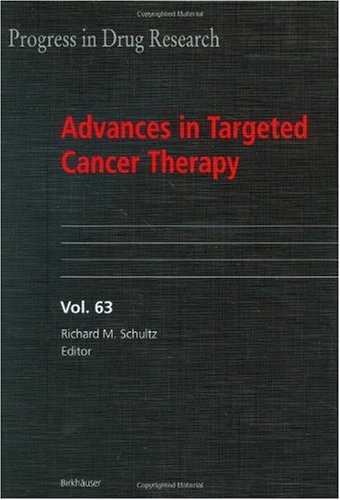 Copyrighted Material
Progress in Drug Research
Advances in Targeted
Cancer Therapy
Vol. 63
Richard M. Schultz
Editor
Birkhäuser
Copyrighted Material